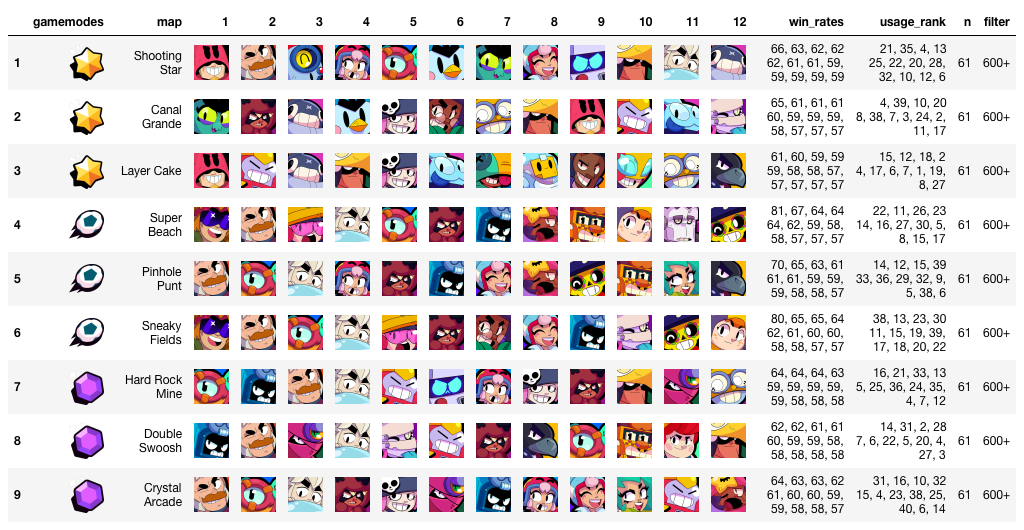 gamemodes map 1 2 3 4 5 6 7 8 9 10 11 12 win_rates usage_rank n filter
1 Shooting Star 66, 63, 62, 62 21, 35, 4, 13
62, 61, 61, 59, 25, 22, 20, 28, 61 600+
59, 59, 59, 59 32, 10, 12, 6
2 Canal Grande 65, 61, 61, 61 4, 39, 10, 20
60, 59, 59, 59, 8, 38, 7, 3, 24, 2, 61 600+
58, 57, 57, 57 11, 17
3 Layer Cake 61, 60, 59, 59 15, 12, 18, 2
59, 58, 58, 57, 4, 17, 6, 7, 1, 19, 61 600+
57, 57, 57, 57 8, 27
4 Super Beach 81, 67, 64, 64 22, 11, 26, 23
64, 62, 59, 58, 14, 16, 27, 30, 5, 61 600+
58, 57, 57, 57 8, 15, 17
5 Pinhole Punt 70, 65, 63, 61 14, 12, 15, 39
61, 61, 59, 59, 33, 36, 29, 32, 9, 61 600+
59, 58, 58, 57 5, 38, 6
6 Sneaky Fields 80, 65, 65, 64 38, 13, 23, 30
62, 61, 60, 60, 11, 15, 19, 39, 61 600+
58, 58, 57, 57 17, 18, 20, 22
7 Hard Rock Mine 64, 64, 64, 63 16, 21, 33, 13
59, 59, 59, 59, 5, 25, 36, 24, 35, 61 600+
59, 58, 58, 58 4, 7, 12
8 Double Swoosh 62, 62, 61, 61 14, 31, 2, 28
60, 59, 59, 58, 7, 6, 22, 5, 20, 4, 61 600+
58, 58, 58, 58 27, 3
9 Crystal Arcade 64, 63, 63, 62 31, 16, 10, 32
61, 60, 60, 59, 15, 4, 23, 38, 25, 61 600+
59, 58, 58, 57 40, 6, 14